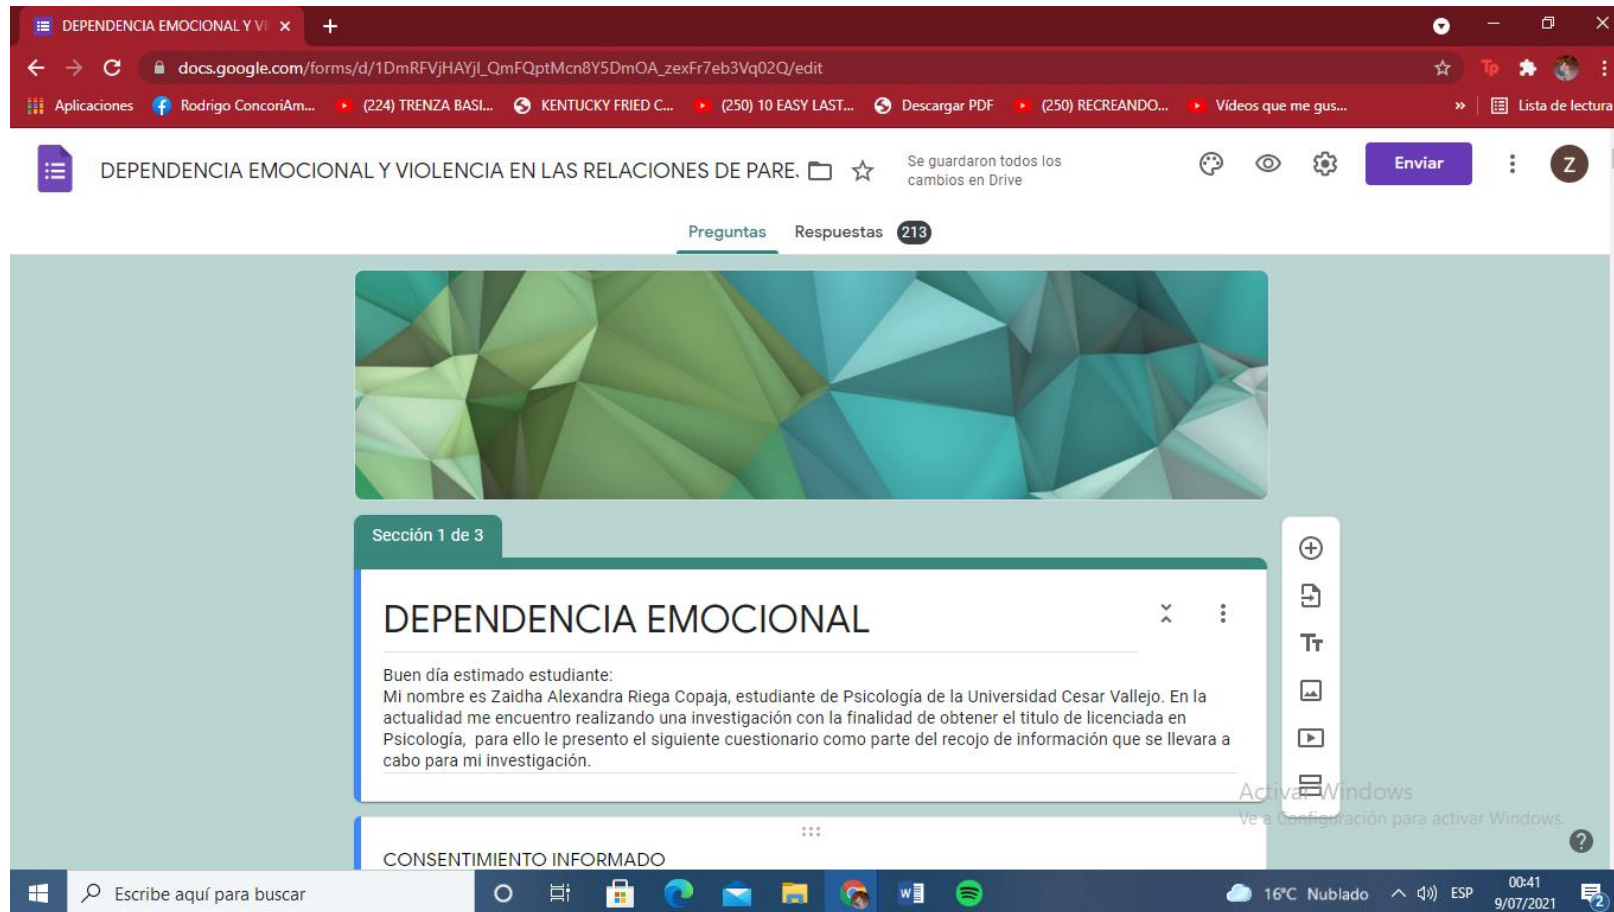 DEPENDENCIA EMOCIONAL Y VI
docs.google.com/forms/d/1DmRFVjHAYjl_QmFQptMcn8Y5DmOA_zexFr7eb3Vq02Q/edit
Tp
Aplicaciones Rodrigo ConcoriAm... (224) TRENZA BASI... KENTUCKY FRIED C... (250) 10 EASY LAST... Descargar PDF (250) RECREANDO... Vídeos que me gus... » Lista de lectura
DEPENDENCIA EMOCIONAL Y VIOLENCIA EN LAS RELACIONES DE PARE. Se guardaron todos los cambios en Drive Enviar Z
Preguntas Respuestas 213
Sección 1 de 3
DEPENDENCIA EMOCIONAL
Tт
Buen día estimado estudiante:
Mi nombre es Zaidha Alexandra Riega Copaja, estudiante de Psicología de la Universidad Cesar Vallejo. En la
actualidad me encuentro realizando una investigación con la finalidad de obtener el titulo de licenciada en
Psicología,  para ello le presento el siguiente cuestionario como parte del recojo de información que se llevara a
cabo para mi investigación.
Activar Windows
Ve a Configuración para activar Windows.
CONSENTIMIENTO INFORMADO
Escribe aquí para buscar 16°C Nublado ESP 00:41
9/07/2021 2